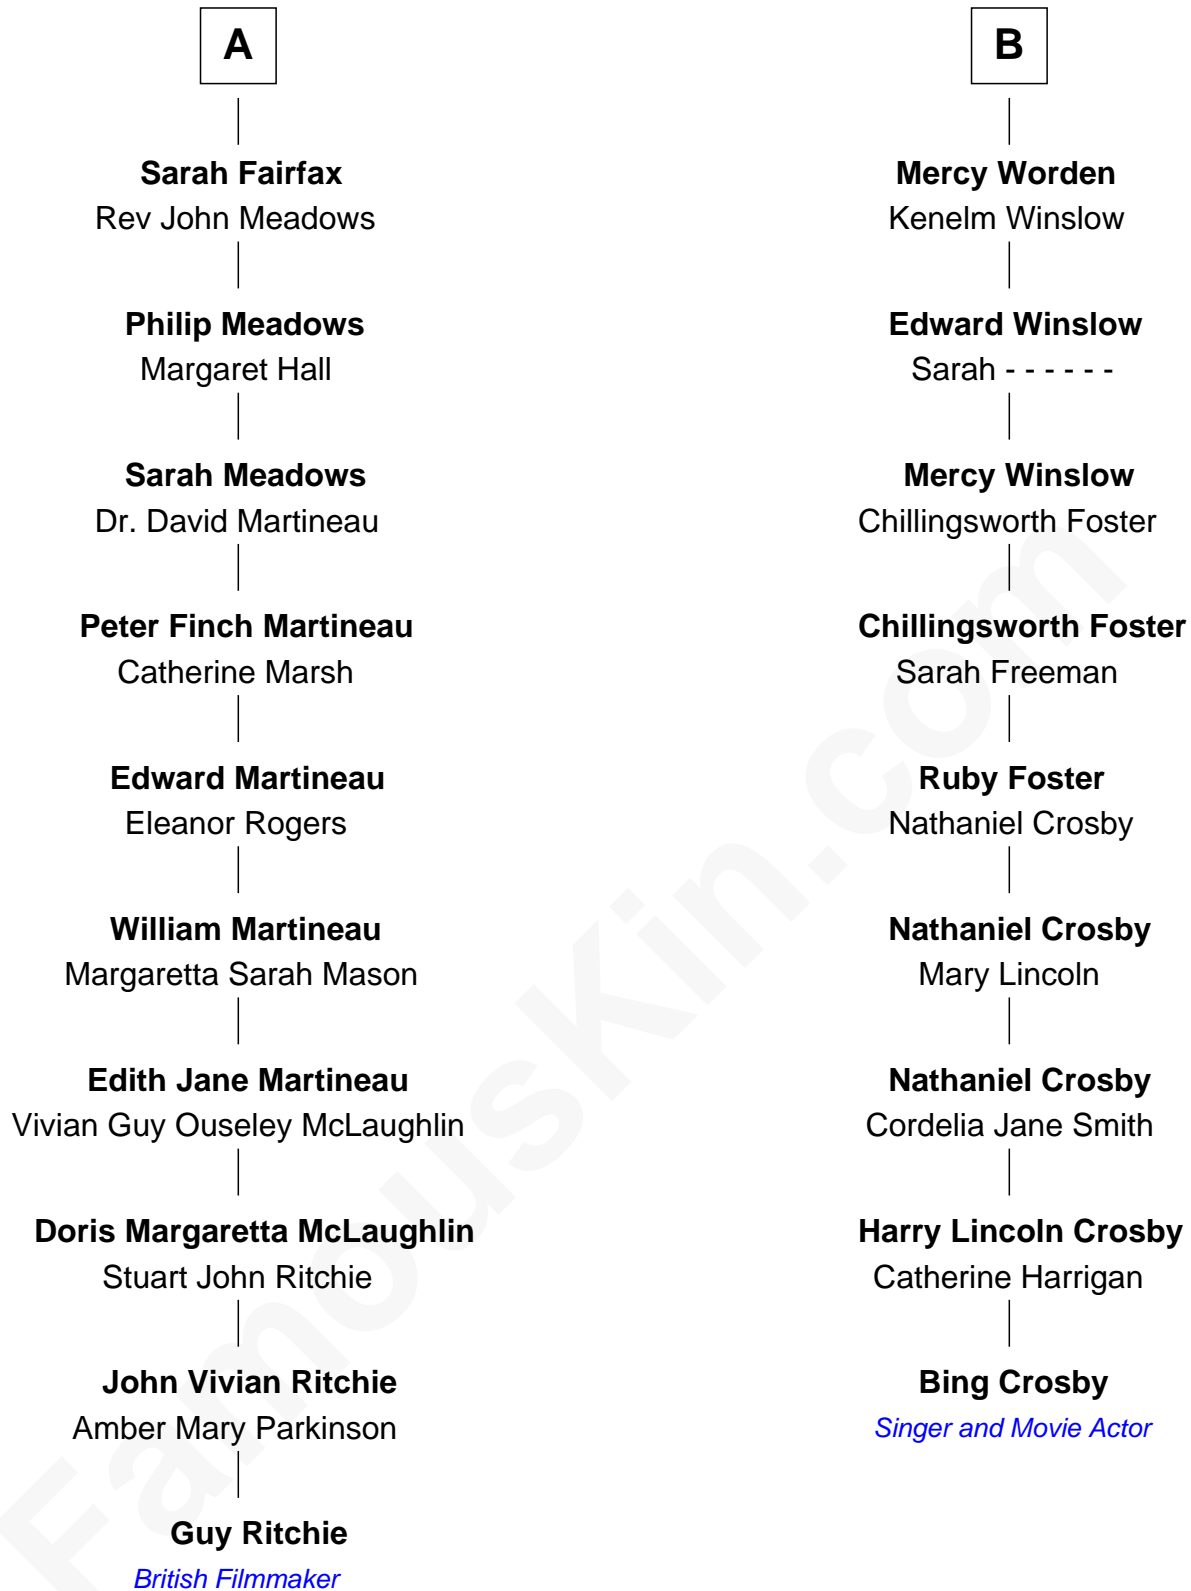 A
Sarah Fairfax
Rev John Meadows
Philip Meadows
Margaret Hall
Sarah Meadows
Dr. David Martineau
Peter Finch Martineau
Catherine Marsh
Edward Martineau
Eleanor Rogers
William Martineau
Margaretta Sarah Mason
Edith Jane Martineau
Vivian Guy Ouseley McLaughlin
Doris Margaretta McLaughlin
Stuart John Ritchie
John Vivian Ritchie
Amber Mary Parkinson
Guy Ritchie
British Filmmaker
B
Mercy Worden
Kenelm Winslow
Edward Winslow
Sarah - - - - - -
Mercy Winslow
Chillingsworth Foster
Chillingsworth Foster
Sarah Freeman
Ruby Foster
Nathaniel Crosby
Nathaniel Crosby
Mary Lincoln
Nathaniel Crosby
Cordelia Jane Smith
Harry Lincoln Crosby
Catherine Harrigan
Bing Crosby
Singer and Movie Actor
FamousKin.com